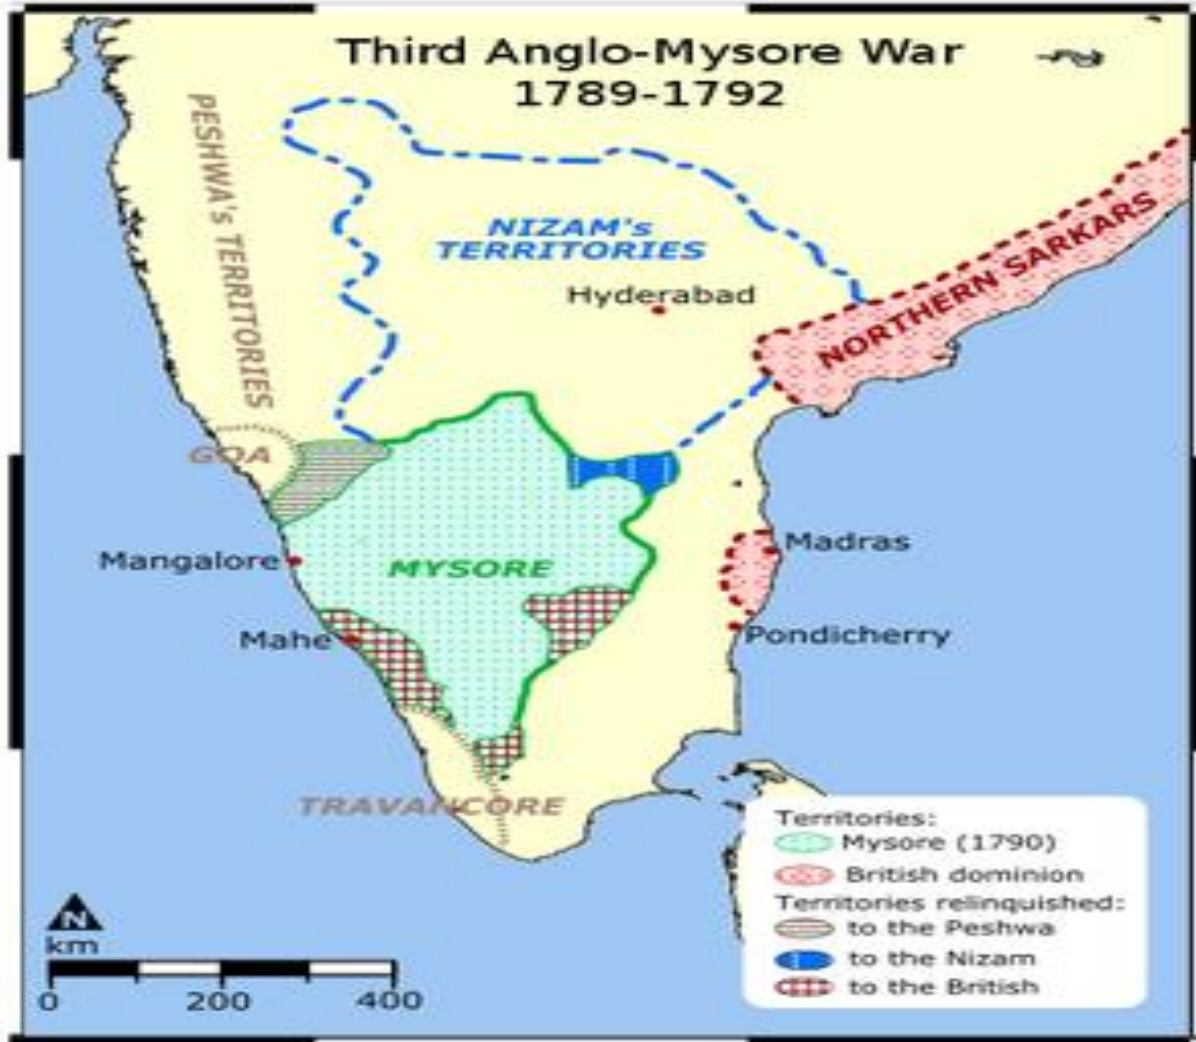 Third Anglo-Mysore War
1789-1792
PESHWA's TERRITORIES
NIZAM's
TERRITORIES
Hyderabad
NORTHERN SARKARS
GOA
Mangalore
MYSORE
Madras
Mahe
Pondicherry
TRAVANCORE
Territories:
Mysore (1790)
British dominion
Territories relinquished:
to the Peshwa
to the Nizam
to the British
N
km
0 200 400